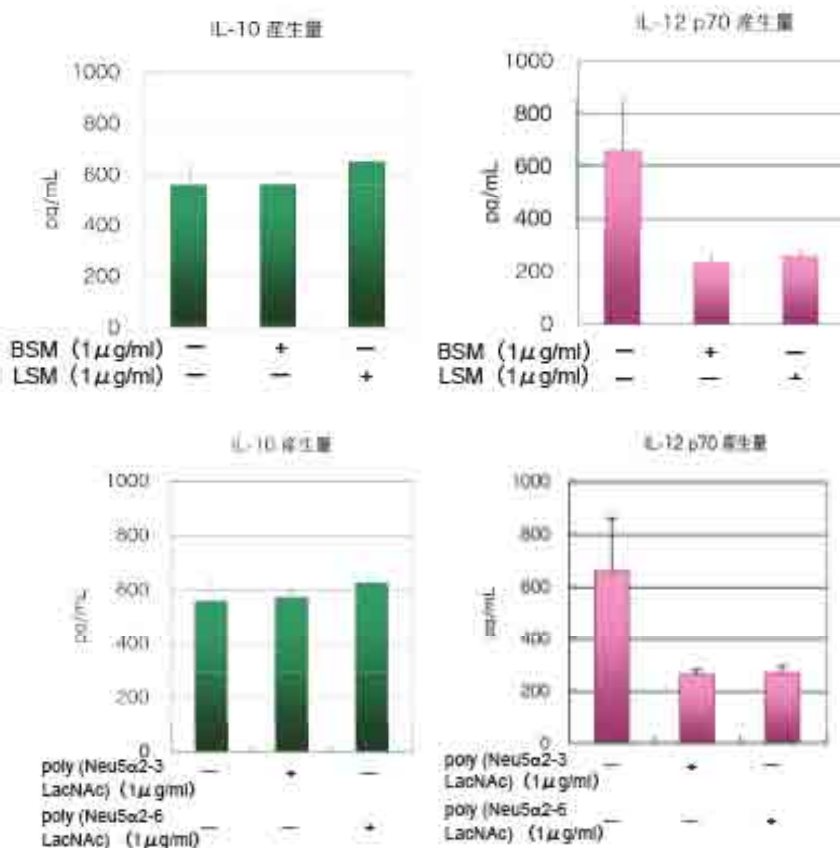 IL-10 産生量
1000
800
600
400
200
0
pg/mL
BSM (1μg/ml) − + −
LSM (1μg/ml) − − +
IL-12 p70 産生量
1000
800
600
400
200
0
pg/mL
BSM (1μg/ml) − + −
LSM (1μg/ml) − − +
IL-10 産生量
1000
800
600
400
200
0
pg/mL
poly (Neu5α2-3
LacNAc) (1μg/ml) − + −
poly (Neu5α2-6
LacNAc) (1μg/ml) − − +
IL-12 p70 産生量
1000
800
600
400
200
0
pg/mL
poly (Neu5α2-3
LacNAc) (1μg/ml) − + −
poly (Neu5α2-6
LacNAc) (1μg/ml) − − +